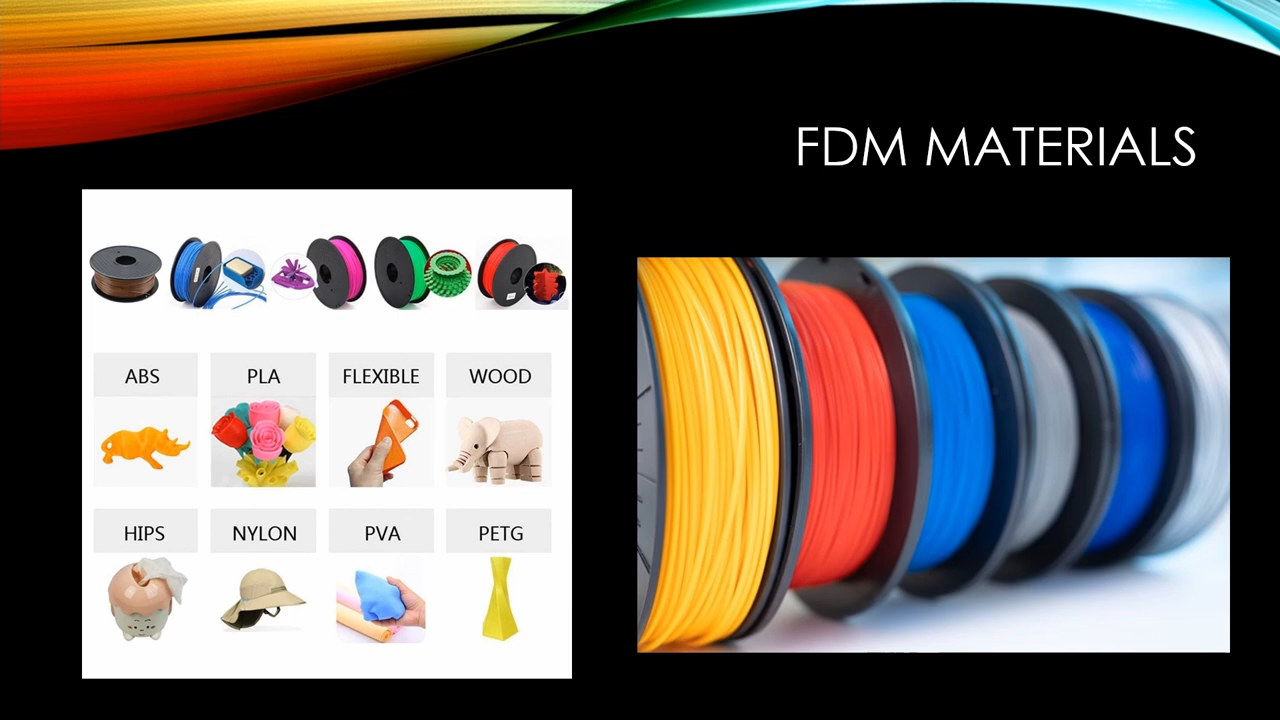 FDM MATERIALS
ABS
PLA
FLEXIBLE
WOOD
HIPS
NYLON
PVA
PETG